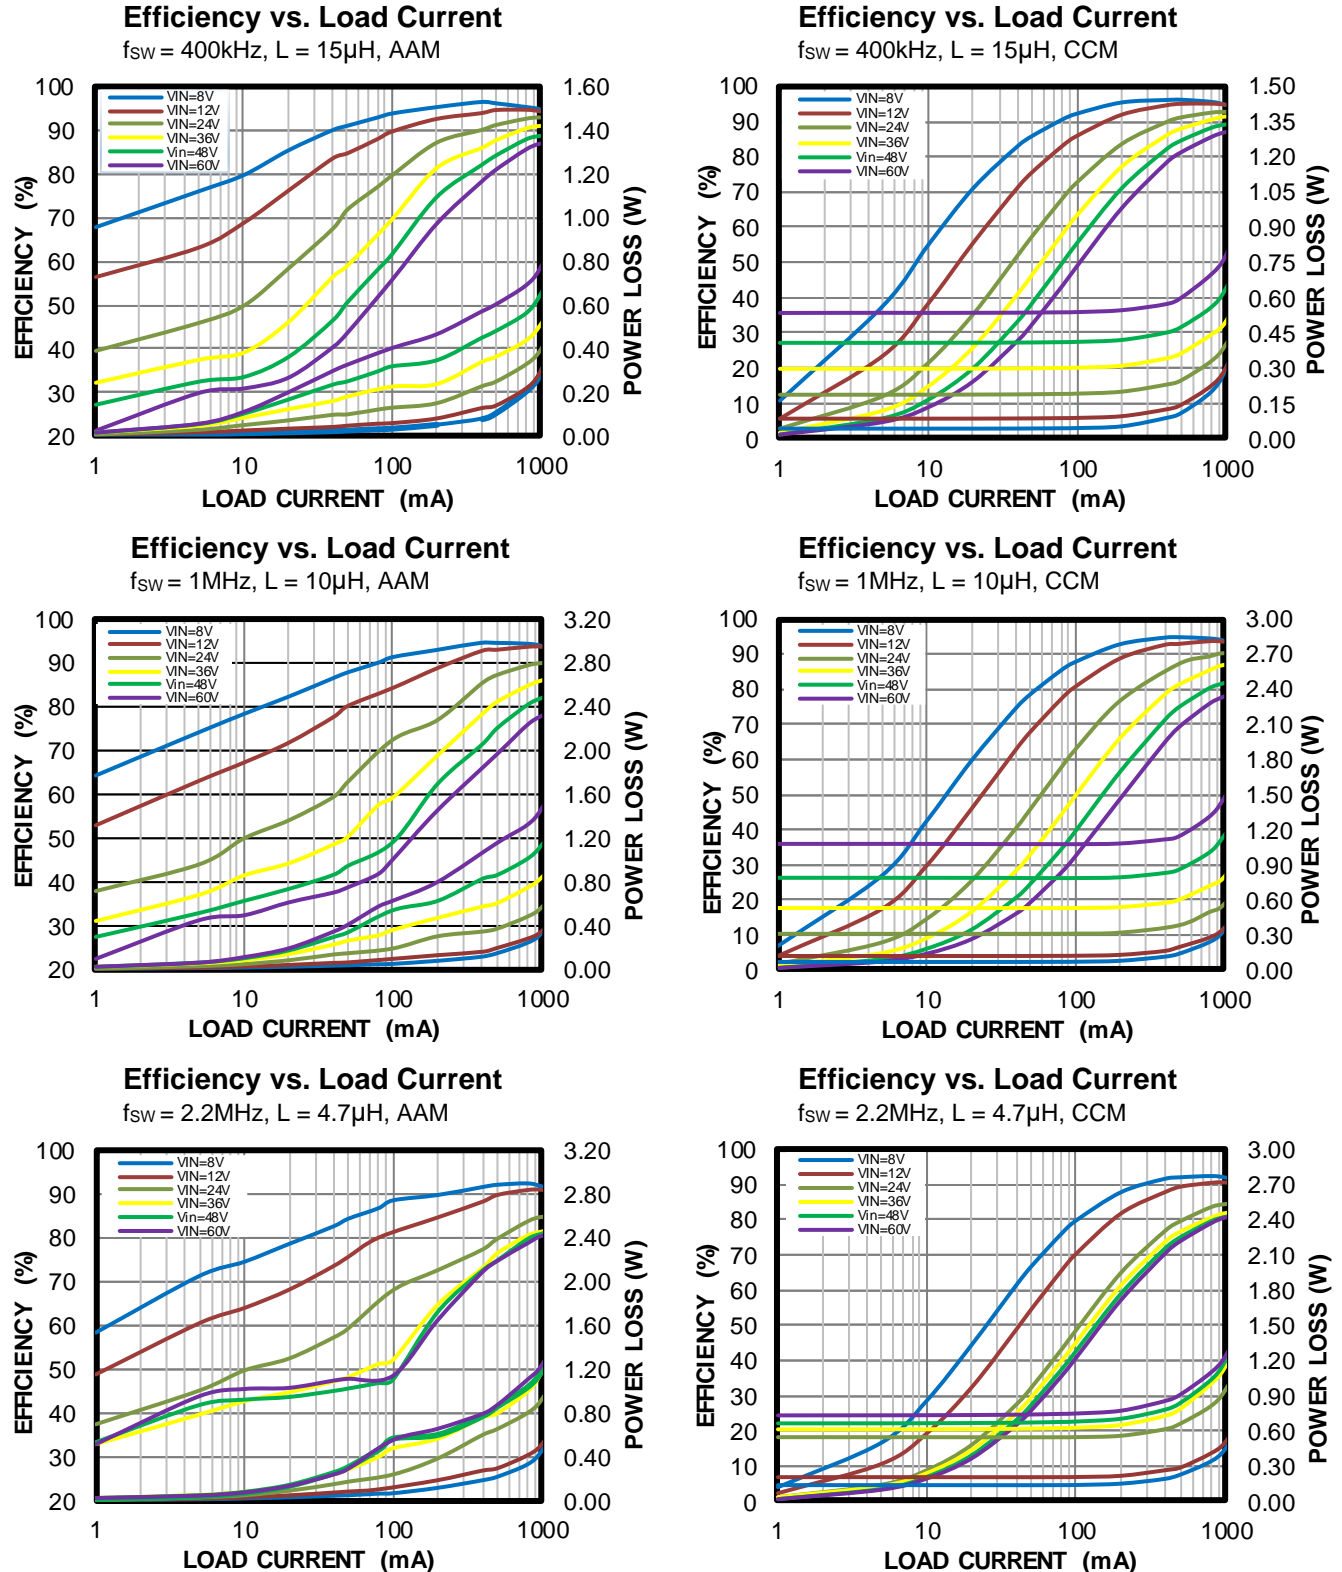 Efficiency vs. Load Current
fSW = 400kHz, L = 15µH, AAM
100
90
80
70
60
50
40
30
20
EFFICIENCY (%)
VIN=8V
VIN=12V
VIN=24V
VIN=36V
Vin=48V
VIN=60V
1.60
1.40
1.20
1.00
0.80
0.60
0.40
0.20
0.00
POWER LOSS (W)
1 10 100 1000
LOAD CURRENT (mA)
Efficiency vs. Load Current
fSW = 400kHz, L = 15µH, CCM
100
90
80
70
60
50
40
30
20
10
0
EFFICIENCY (%)
VIN=8V
VIN=12V
VIN=24V
VIN=36V
Vin=48V
VIN=60V
1.50
1.35
1.20
1.05
0.90
0.75
0.60
0.45
0.30
0.15
0.00
POWER LOSS (W)
1 10 100 1000
LOAD CURRENT (mA)
Efficiency vs. Load Current
fSW = 1MHz, L = 10µH, AAM
100
90
80
70
60
50
40
30
20
EFFICIENCY (%)
VIN=8V
VIN=12V
VIN=24V
VIN=36V
Vin=48V
VIN=60V
3.20
2.80
2.40
2.00
1.60
1.20
0.80
0.40
0.00
POWER LOSS (W)
1 10 100 1000
LOAD CURRENT (mA)
Efficiency vs. Load Current
fSW = 1MHz, L = 10µH, CCM
100
90
80
70
60
50
40
30
20
10
0
EFFICIENCY (%)
VIN=8V
VIN=12V
VIN=24V
VIN=36V
Vin=48V
VIN=60V
3.00
2.70
2.40
2.10
1.80
1.50
1.20
0.90
0.60
0.30
0.00
POWER LOSS (W)
1 10 100 1000
LOAD CURRENT (mA)
Efficiency vs. Load Current
fSW = 2.2MHz, L = 4.7µH, AAM
100
90
80
70
60
50
40
30
20
EFFICIENCY (%)
VIN=8V
VIN=12V
VIN=24V
VIN=36V
Vin=48V
VIN=60V
3.20
2.80
2.40
2.00
1.60
1.20
0.80
0.40
0.00
POWER LOSS (W)
1 10 100 1000
LOAD CURRENT (mA)
Efficiency vs. Load Current
fSW = 2.2MHz, L = 4.7µH, CCM
100
90
80
70
60
50
40
30
20
10
0
EFFICIENCY (%)
VIN=8V
VIN=12V
VIN=24V
VIN=36V
Vin=48V
VIN=60V
3.00
2.70
2.40
2.10
1.80
1.50
1.20
0.90
0.60
0.30
0.00
POWER LOSS (W)
1 10 100 1000
LOAD CURRENT (mA)